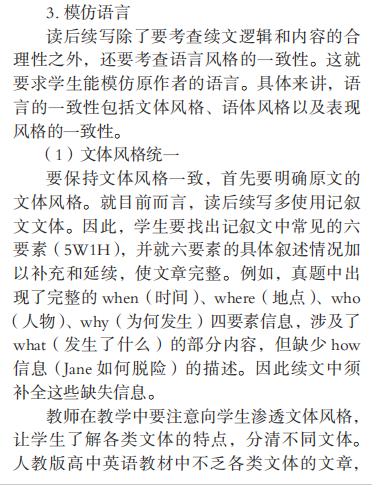 3. 模仿语言
读后续写除了要考查续文逻辑和内容的合
理性之外，还要考查语言风格的一致性。这就
要求学生能模仿原作者的语言。具体来讲，语
言的一致性包括文体风格、语体风格以及表现
风格的一致性。
（1）文体风格统一
要保持文体风格一致，首先要明确原文的
文体风格。就目前而言，读后续写多使用记叙
文文体。因此，学生要找出记叙文中常见的六
要素（5W1H），并就六要素的具体叙述情况加
以补充和延续，使文章完整。例如，真题中出
现了完整的 when（时间）、where（地点）、who
（人物）、why（为何发生）四要素信息，涉及了
what（发生了什么）的部分内容，但缺少 how
信息（Jane 如何脱险）的描述。因此续文中须
补全这些缺失信息。
教师在教学中要注意向学生渗透文体风格，
让学生了解各类文体的特点，分清不同文体。
人教版高中英语教材中不乏各类文体的文章，